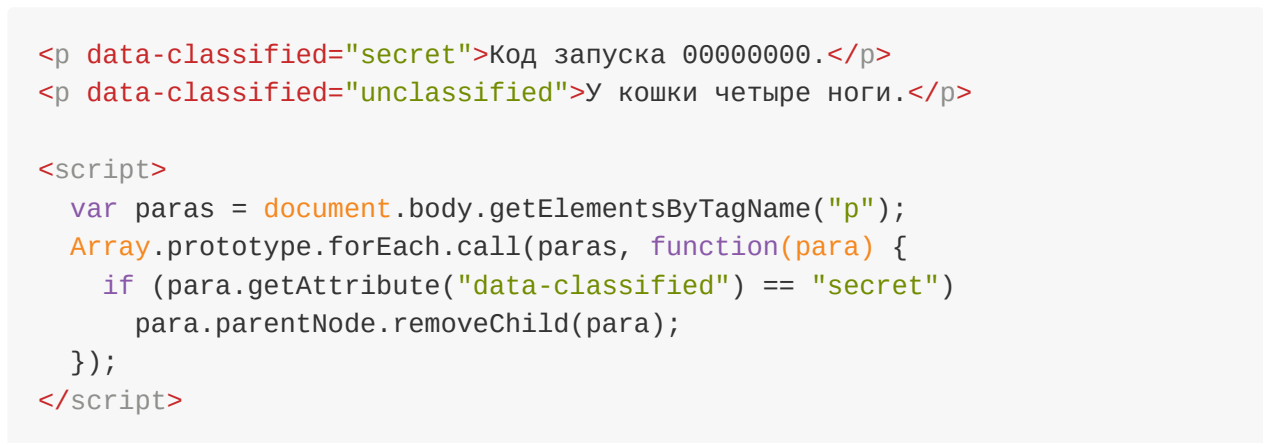 <p data-classified="secret">Код запуска 00000000.</p>
<p data-classified="unclassified">У кошки четыре ноги.</p>

<script>
  var paras = document.body.getElementsByTagName("p");
  Array.prototype.forEach.call(paras, function(para) {
    if (para.getAttribute("data-classified") == "secret")
      para.parentNode.removeChild(para);
  });
</script>